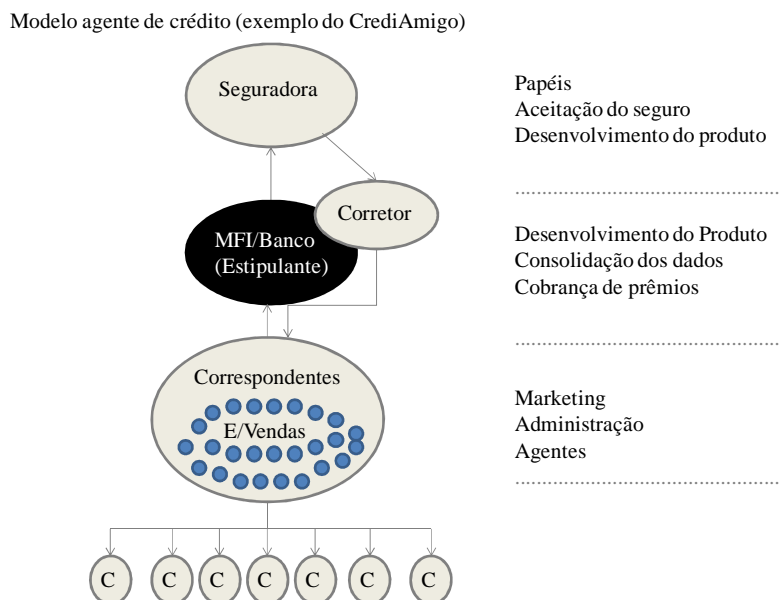 Modelo agente de crédito (exemplo do CrediAmigo)
Seguradora
Papéis
Aceitação do seguro
Desenvolvimento do produto
Corretor
MFI/Banco
(Estipulante)
Desenvolvimento do Produto
Consolidação dos dados
Cobrança de prêmios
Correspondentes
E/Vendas
Marketing
Administração
Agentes
C C C C C C C